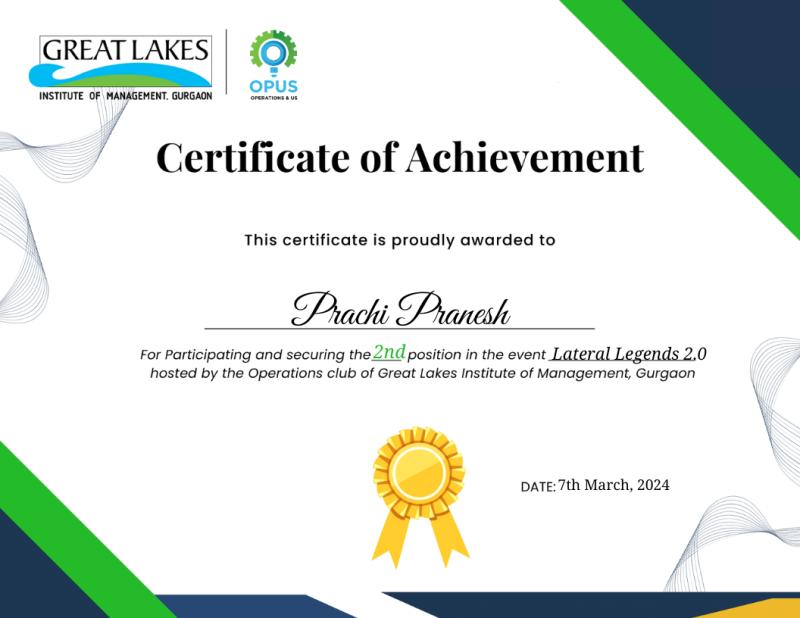 GREAT LAKES
INSTITUTE OF MANAGEMENT, GURGAON
OPUS
OPERATIONS & US
Certificate of Achievement
This certificate is proudly awarded to
Prachi Pranesh
For Participating and securing the 2nd position in the event Lateral Legends 2.0
hosted by the Operations club of Great Lakes Institute of Management, Gurgaon
DATE: 7th March, 2024